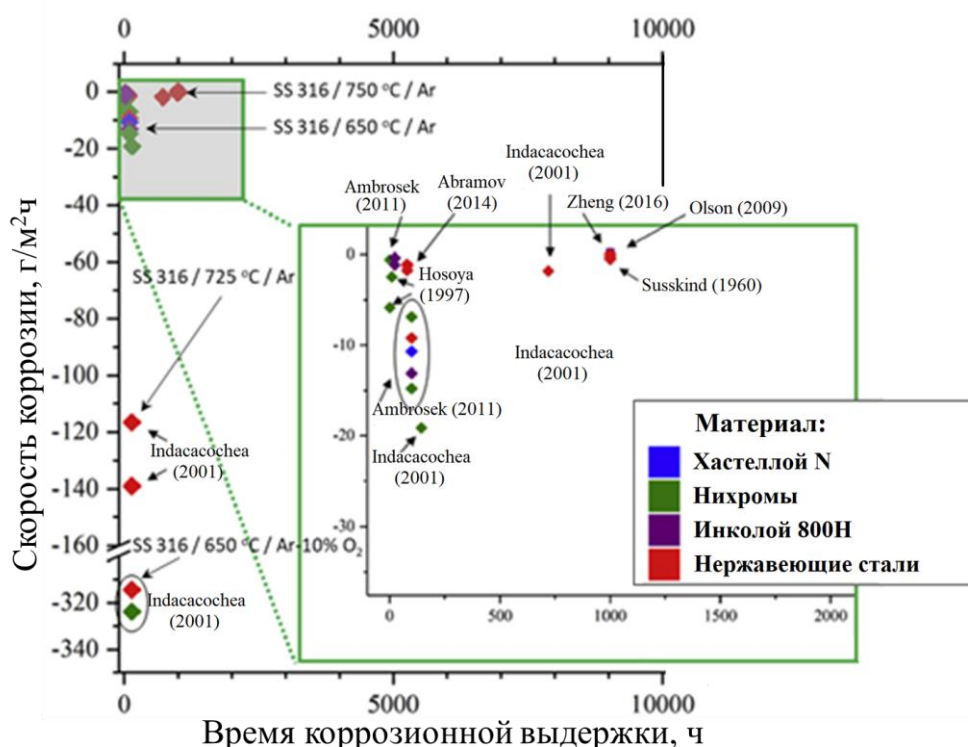 0 5000 10000
0
-20
-40
-60
-80
-100
-120
-140
-160
-320
-340
Скорость коррозии, г/м²ч
SS 316 / 750 °C / Ar
SS 316 / 650 °C / Ar
SS 316 / 725 °C / Ar
Indacacochea
(2001)
SS 316 / 650 °C / Ar-10% O₂
Indacacochea
(2001)
Ambrosek
(2011)
Abramov
(2014)
Indacacochea
(2001)
Zheng (2016)
Olson (2009)
Susskind (1960)
Hosoya
(1997)
Indacacochea
(2001)
Ambrosek (2011)
Indacacochea
(2001)
0
-10
-20
-30
0 500 1000 1500 2000
Материал:
Хастеллой N
Нихромы
Инколой 800Н
Нержавеющие стали
0 5000 10000
Время коррозионной выдержки, ч